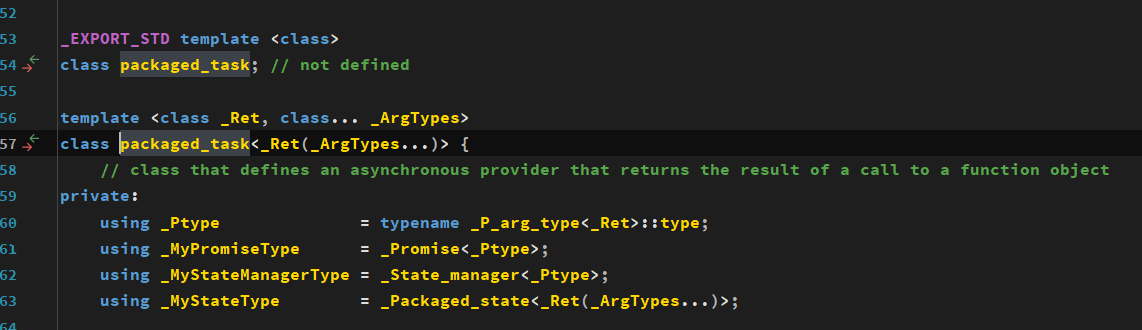 52
53 _EXPORT_STD template <class>
54 class packaged_task; // not defined
55
56 template <class _Ret, class... _ArgTypes>
57 class packaged_task<_Ret(_ArgTypes...)> {
58     // class that defines an asynchronous provider that returns the result of a call to a function object
59 private:
60     using _Ptype              = typename _P_arg_type<_Ret>::type;
61     using _MyPromiseType      = _Promise<_Ptype>;
62     using _MyStateManagerType = _State_manager<_Ptype>;
63     using _MyStateType        = _Packaged_state<_Ret(_ArgTypes...)>;
64